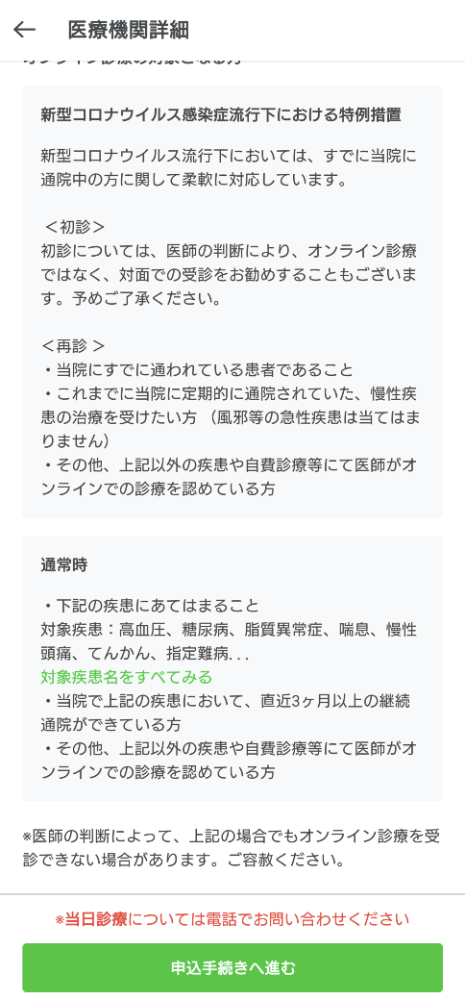 医療機関詳細
オンライン診療の対象となる方
新型コロナウイルス感染症流行下における特例措置
新型コロナウイルス流行下においては、すでに当院に
通院中の方に関して柔軟に対応しています。
＜初診＞
初診については、医師の判断により、オンライン診療
ではなく、対面での受診をお勧めすることもございま
す。予めご了承ください。
＜再診 ＞
・当院にすでに通われている患者であること
・これまでに当院に定期的に通院されていた、慢性疾
患の治療を受けたい方 （風邪等の急性疾患は当てはま
りません）
・その他、上記以外の疾患や自費診療等にて医師がオ
ンラインでの診療を認めている方
通常時
・下記の疾患にあてはまること
対象疾患：高血圧、糖尿病、脂質異常症、喘息、慢性
頭痛、てんかん、指定難病...
対象疾患名をすべてみる
・当院で上記の疾患において、直近3ヶ月以上の継続
通院ができている方
・その他、上記以外の疾患や自費診療等にて医師がオ
ンラインでの診療を認めている方
※医師の判断によって、上記の場合でもオンライン診療を受
診できない場合があります。ご容赦ください。
※当日診療については電話でお問い合わせください
申込手続きへ進む